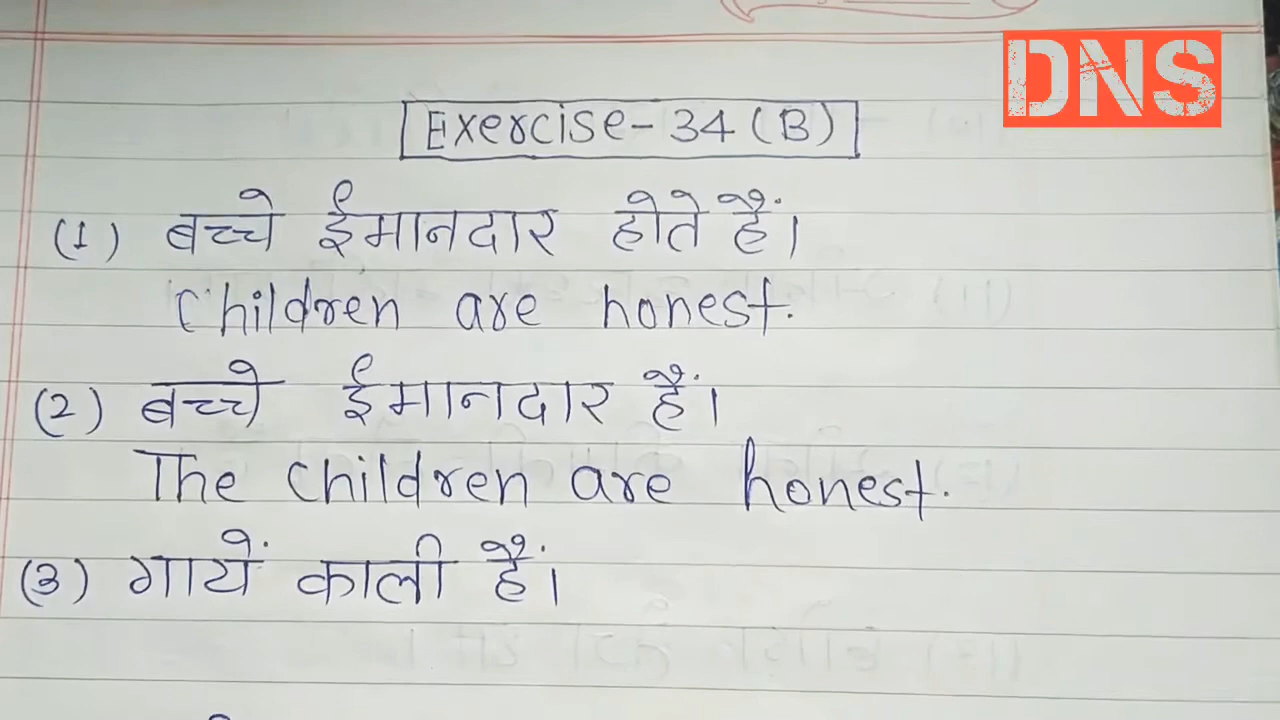 DNS
Exercise-34(B)
(1) बच्चे ईमानदार होते हैं।
Children are honest.
(2) बच्चे ईमानदार हैं।
The children are honest.
(3) गायें काली हैं।